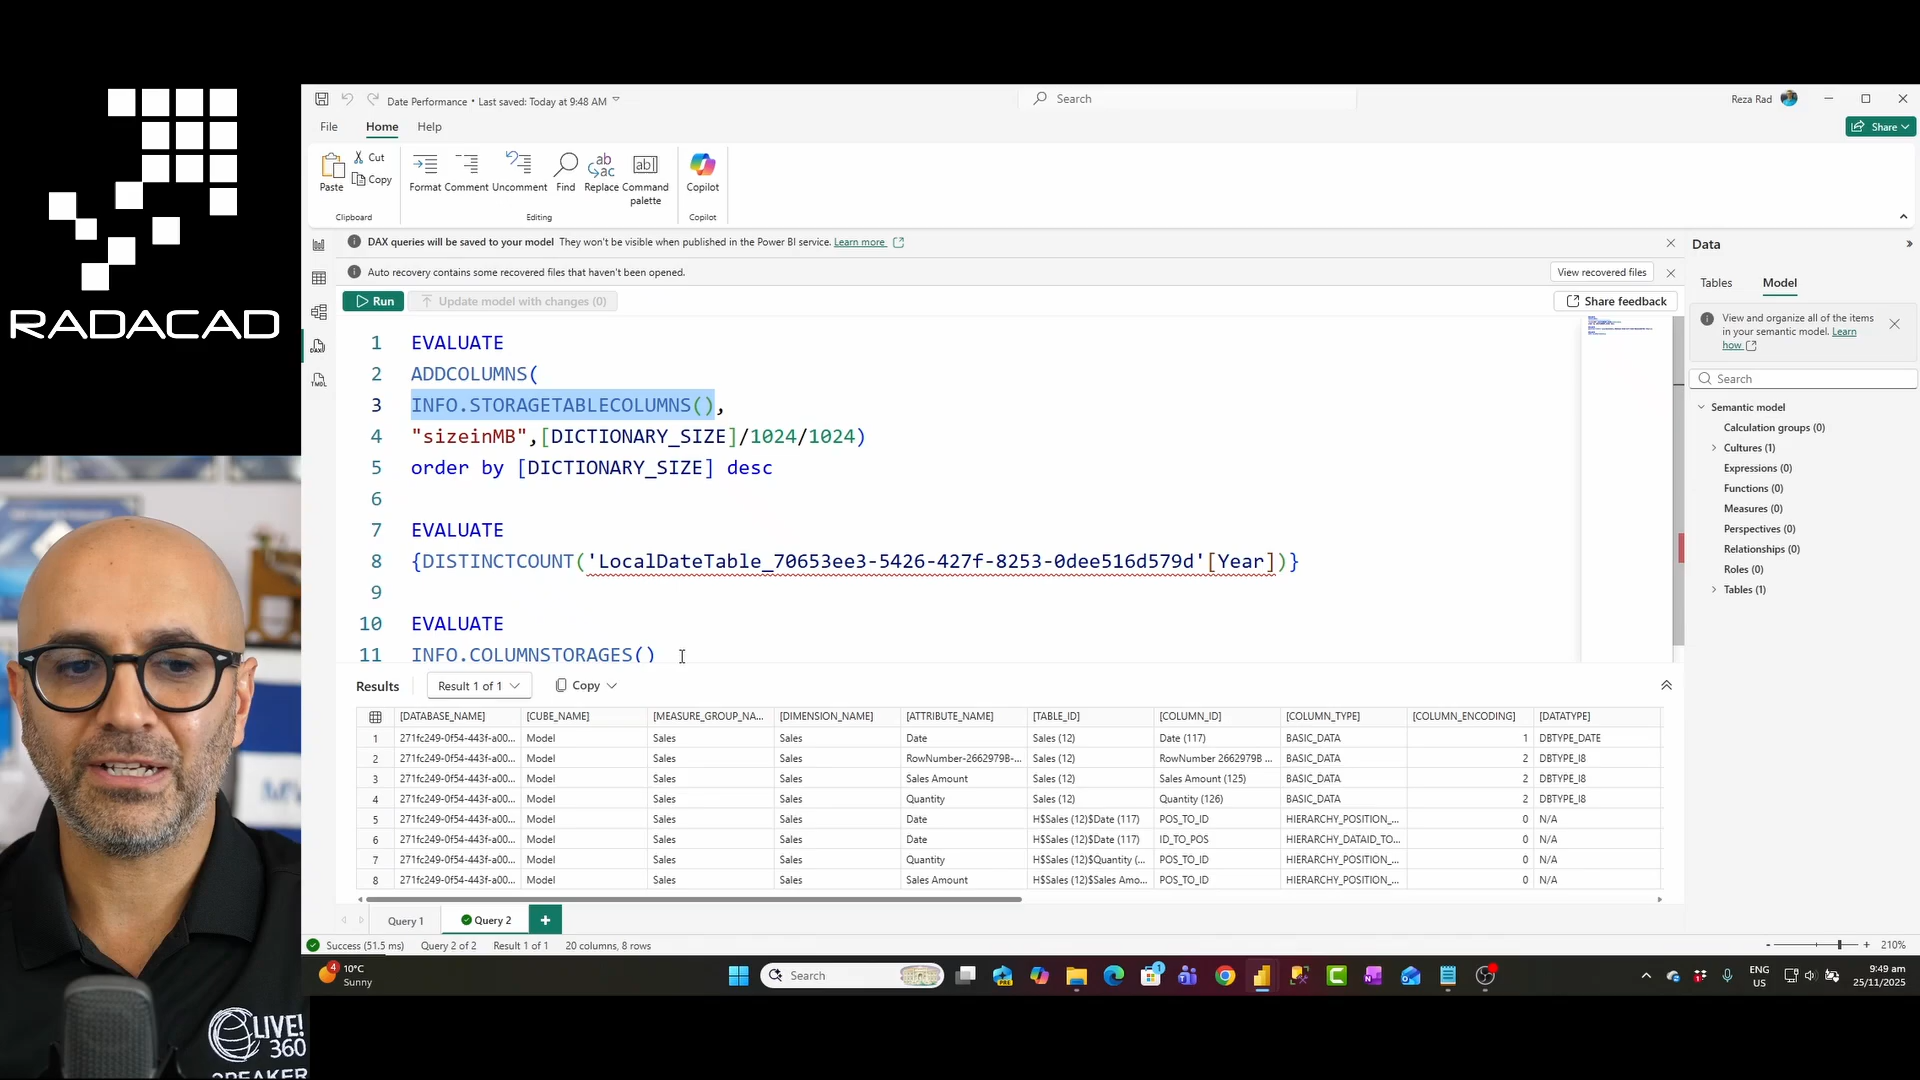 RADACAD
LIVE!
360
SPEAKER
Date Performance • Last saved: Today at 9:48 AM
Search
Reza Rad
File
Home
Help
Share
Paste
Cut
Copy
Clipboard
Format
Comment
Uncomment
Find
Replace
Command palette
Editing
Copilot
Copilot
DAX queries will be saved to your model They won't be visible when published in the Power BI service. Learn more
Auto recovery contains some recovered files that haven't been opened.
View recovered files
Run
Update model with changes (0)
Share feedback
1 EVALUATE
2 ADDCOLUMNS(
3 INFO.STORAGETABLECOLUMNS(),
4 "sizeinMB",[DICTIONARY_SIZE]/1024/1024)
5 order by [DICTIONARY_SIZE] desc
6
7 EVALUATE
8 {DISTINCTCOUNT('LocalDateTable_70653ee3-5426-427f-8253-0dee516d579d'[Year])}
9
10 EVALUATE
11 INFO.COLUMNSTORAGES()
Results
Result 1 of 1
Copy
[DATABASE_NAME] [CUBE_NAME] [MEASURE_GROUP_NA... [DIMENSION_NAME] [ATTRIBUTE_NAME] [TABLE_ID] [COLUMN_ID] [COLUMN_TYPE] [COLUMN_ENCODING] [DATATYPE]
1 271fc249-0f54-443f-a00... Model Sales Sales Date Sales (12) Date (117) BASIC_DATA 1 DBTYPE_DATE
2 271fc249-0f54-443f-a00... Model Sales Sales RowNumber-2662979B-... Sales (12) RowNumber 2662979B ... BASIC_DATA 2 DBTYPE_I8
3 271fc249-0f54-443f-a00... Model Sales Sales Sales Amount Sales (12) Sales Amount (125) BASIC_DATA 2 DBTYPE_I8
4 271fc249-0f54-443f-a00... Model Sales Sales Quantity Sales (12) Quantity (126) BASIC_DATA 2 DBTYPE_I8
5 271fc249-0f54-443f-a00... Model Sales Sales Date H$Sales (12)$Date (117) POS_TO_ID HIERARCHY_POSITION_... 0 N/A
6 271fc249-0f54-443f-a00... Model Sales Sales Date H$Sales (12)$Date (117) ID_TO_POS HIERARCHY_DATAID_TO... 0 N/A
7 271fc249-0f54-443f-a00... Model Sales Sales Quantity H$Sales (12)$Quantity (... POS_TO_ID HIERARCHY_POSITION_... 0 N/A
8 271fc249-0f54-443f-a00... Model Sales Sales Sales Amount H$Sales (12)$Sales Amo... POS_TO_ID HIERARCHY_POSITION_... 0 N/A
Query 1
Query 2
Success (51.5 ms) Query 2 of 2 Result 1 of 1 20 columns, 8 rows
210%
Data
Tables
Model
View and organize all of the items
in your semantic model. Learn
how
Search
Semantic model
Calculation groups (0)
Cultures (1)
Expressions (0)
Functions (0)
Measures (0)
Perspectives (0)
Relationships (0)
Roles (0)
Tables (1)
4
10°C
Sunny
Search
PRE
1
ENG
US
9:49 am
25/11/2025